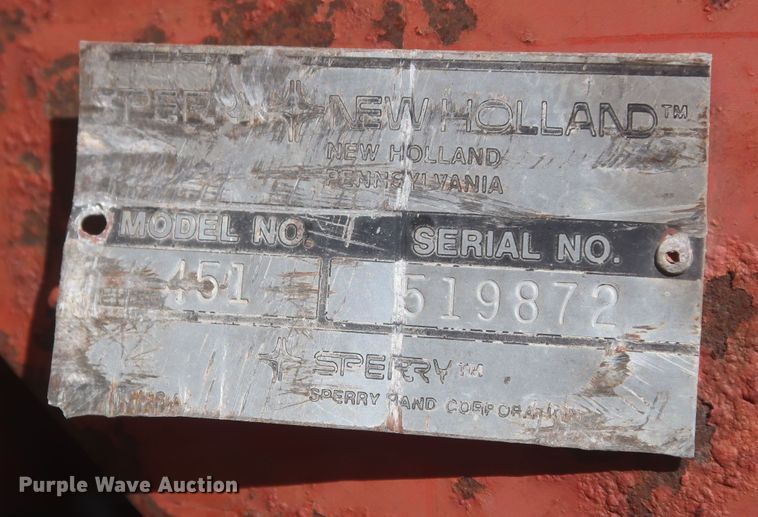 SPERRY NEW HOLLAND™
NEW HOLLAND
PENNSYLVANIA
MODEL NO. SERIAL NO.
451 519872
SPERRY™
SPERRY RAND CORPORATION
Purple Wave Auction